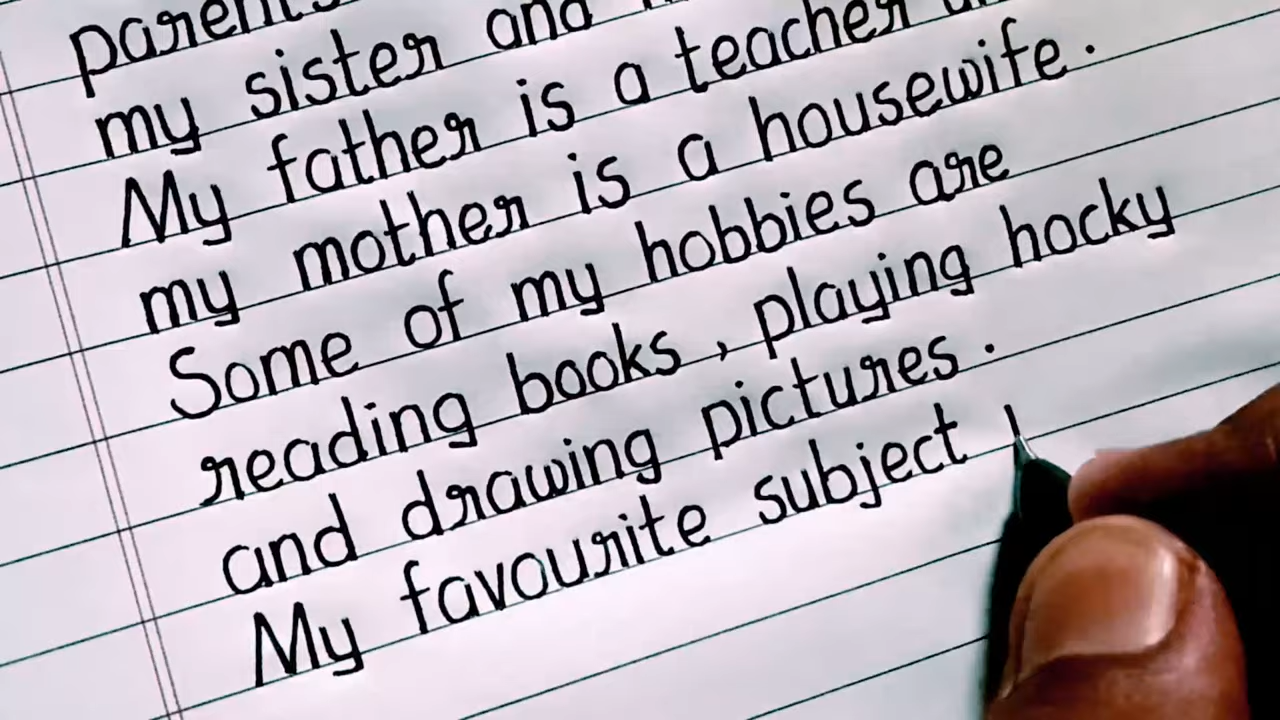 parents
my sister and
My father is a teacher
my mother is a housewife.
Some of my hobbies are
reading books, playing hocky
and drawing pictures.
My favourite subject